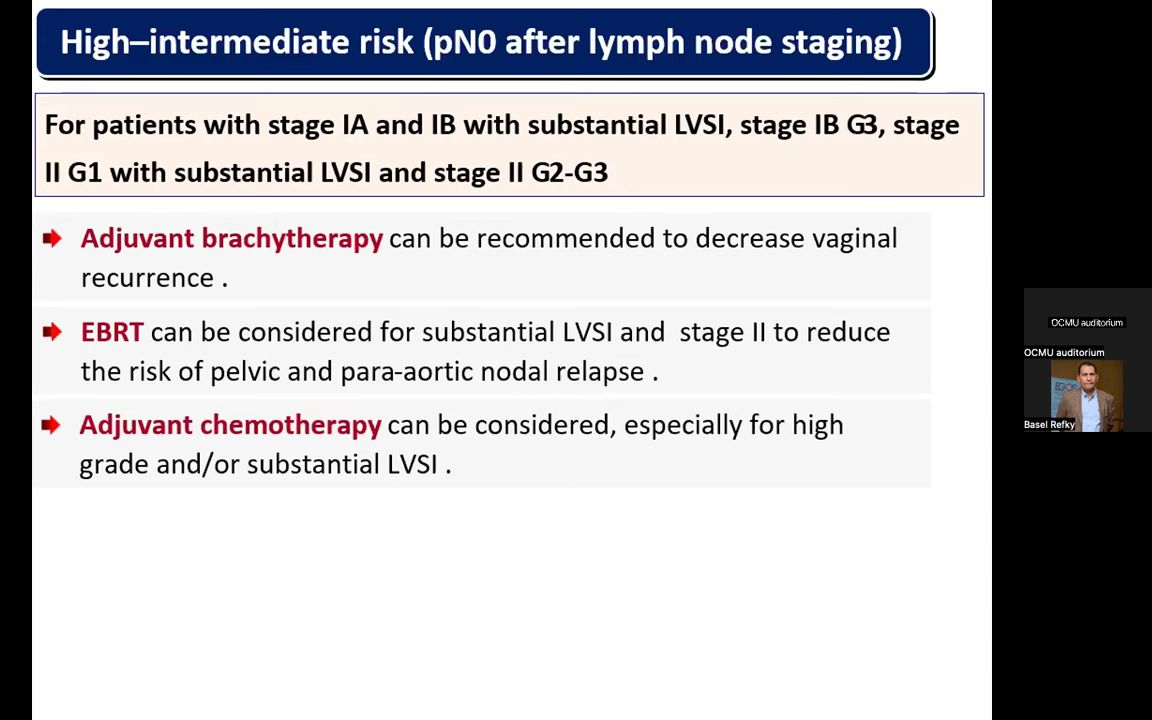 High–intermediate risk (pN0 after lymph node staging)
For patients with stage IA and IB with substantial LVSI, stage IB G3, stage
II G1 with substantial LVSI and stage II G2-G3
Adjuvant brachytherapy can be recommended to decrease vaginal
recurrence .
EBRT can be considered for substantial LVSI and stage II to reduce
the risk of pelvic and para-aortic nodal relapse .
Adjuvant chemotherapy can be considered, especially for high
grade and/or substantial LVSI .
OCMU auditorium
OCMU auditorium
Basel Refky